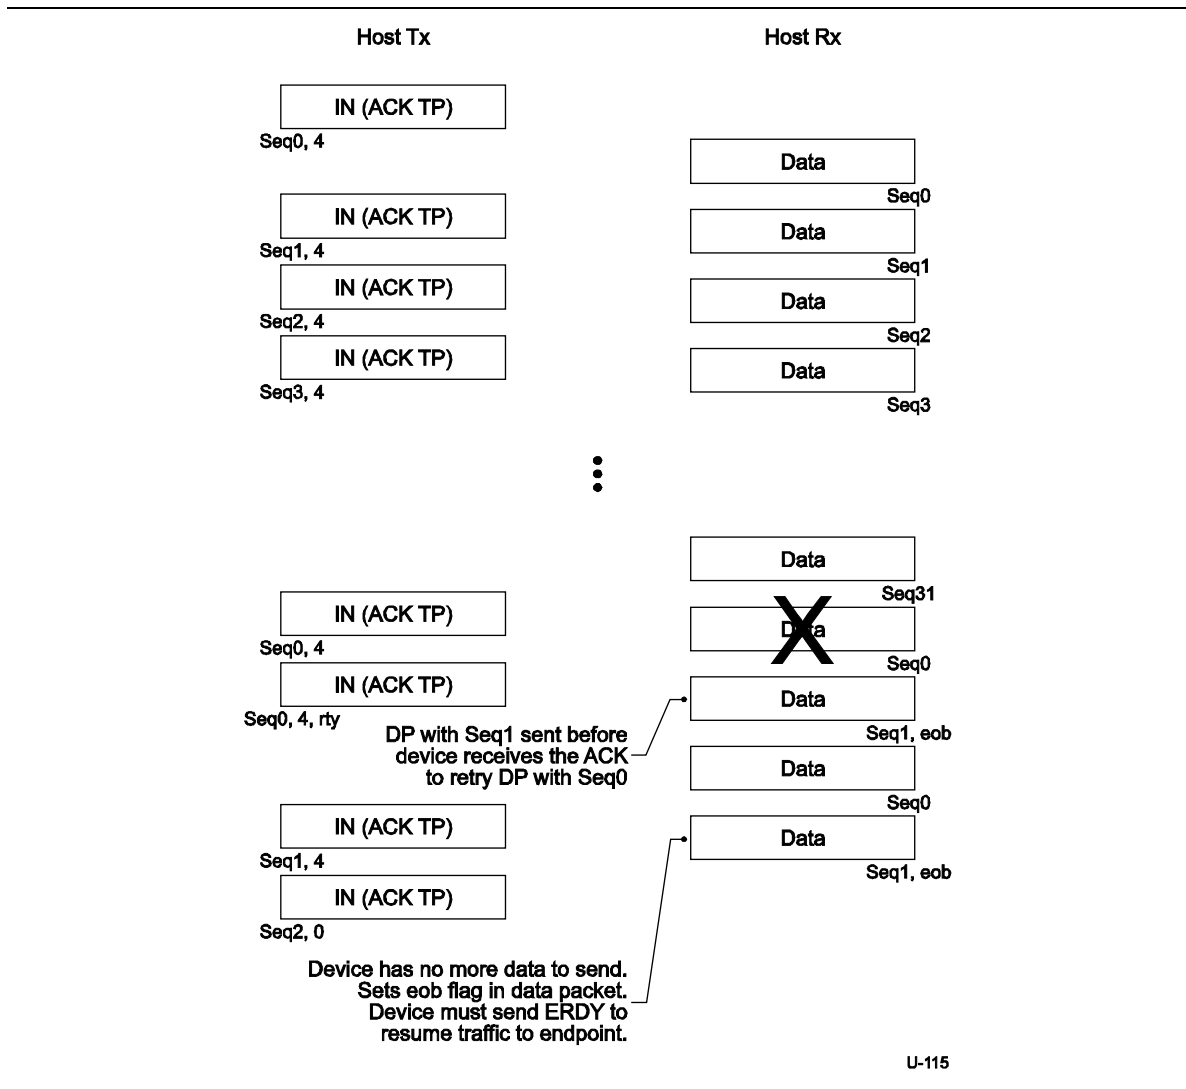 Host Tx
Host Rx
IN (ACK TP)
Seq0, 4
Data
Seq0
IN (ACK TP)
Seq1, 4
Data
Seq1
IN (ACK TP)
Seq2, 4
Data
Seq2
IN (ACK TP)
Seq3, 4
Data
Seq3
Data
Seq31
IN (ACK TP)
Seq0, 4
Data
Seq0
IN (ACK TP)
Seq0, 4, rty
Data
Seq1, eob
DP with Seq1 sent before
device receives the ACK
to retry DP with Seq0
Data
Seq0
IN (ACK TP)
Seq1, 4
Data
Seq1, eob
IN (ACK TP)
Seq2, 0
Device has no more data to send.
Sets eob flag in data packet.
Device must send ERDY to
resume traffic to endpoint.
U-115